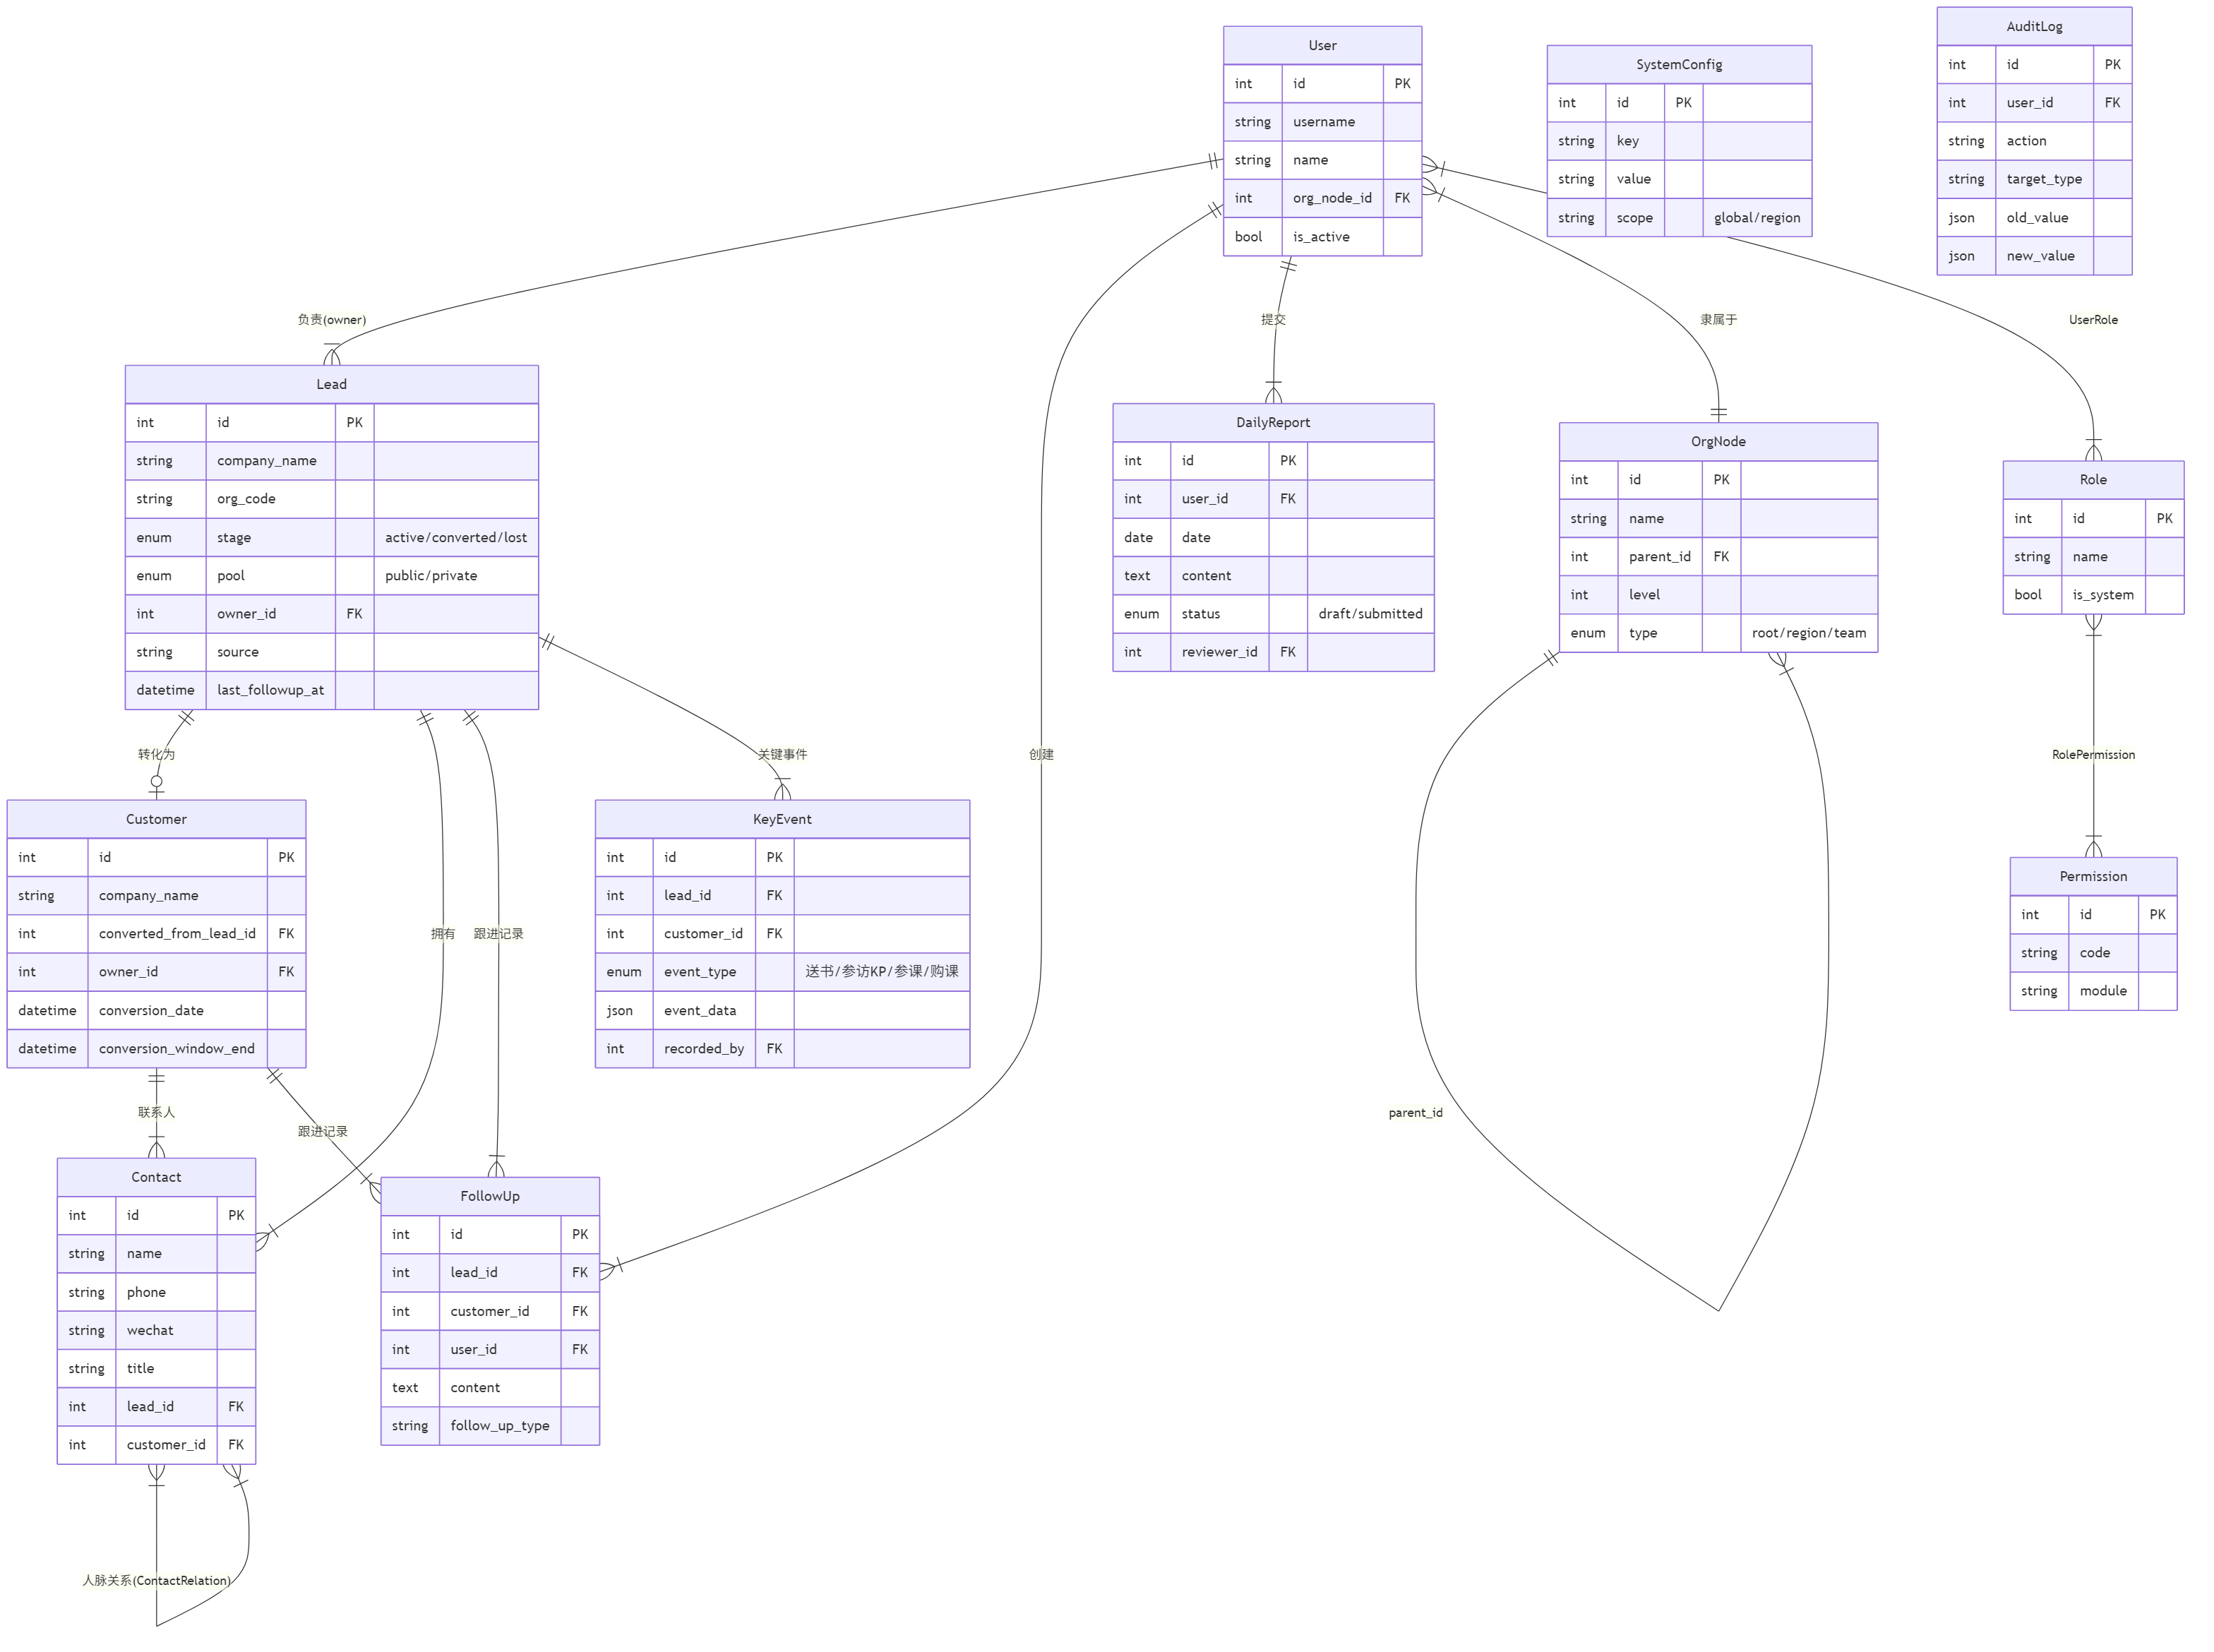 User
int id PK
string username
string name
int org_node_id FK
bool is_active
SystemConfig
int id PK
string key
string value
string scope global/region
AuditLog
int id PK
int user_id FK
string action
string target_type
json old_value
json new_value
负责(owner)
提交
隶属于
UserRole
Lead
int id PK
string company_name
string org_code
enum stage active/converted/lost
enum pool public/private
int owner_id FK
string source
datetime last_followup_at
DailyReport
int id PK
int user_id FK
date date
text content
enum status draft/submitted
int reviewer_id FK
OrgNode
int id PK
string name
int parent_id FK
int level
enum type root/region/team
Role
int id PK
string name
bool is_system
转化为
关键事件
创建
RolePermission
Customer
int id PK
string company_name
int converted_from_lead_id FK
int owner_id FK
datetime conversion_date
datetime conversion_window_end
拥有
跟进记录
KeyEvent
int id PK
int lead_id FK
int customer_id FK
enum event_type 送书/参访KP/参课/购课
json event_data
int recorded_by FK
Permission
int id PK
string code
string module
联系人
跟进记录
parent_id
Contact
int id PK
string name
string phone
string wechat
string title
int lead_id FK
int customer_id FK
FollowUp
int id PK
int lead_id FK
int customer_id FK
int user_id FK
text content
string follow_up_type
人脉关系(ContactRelation)